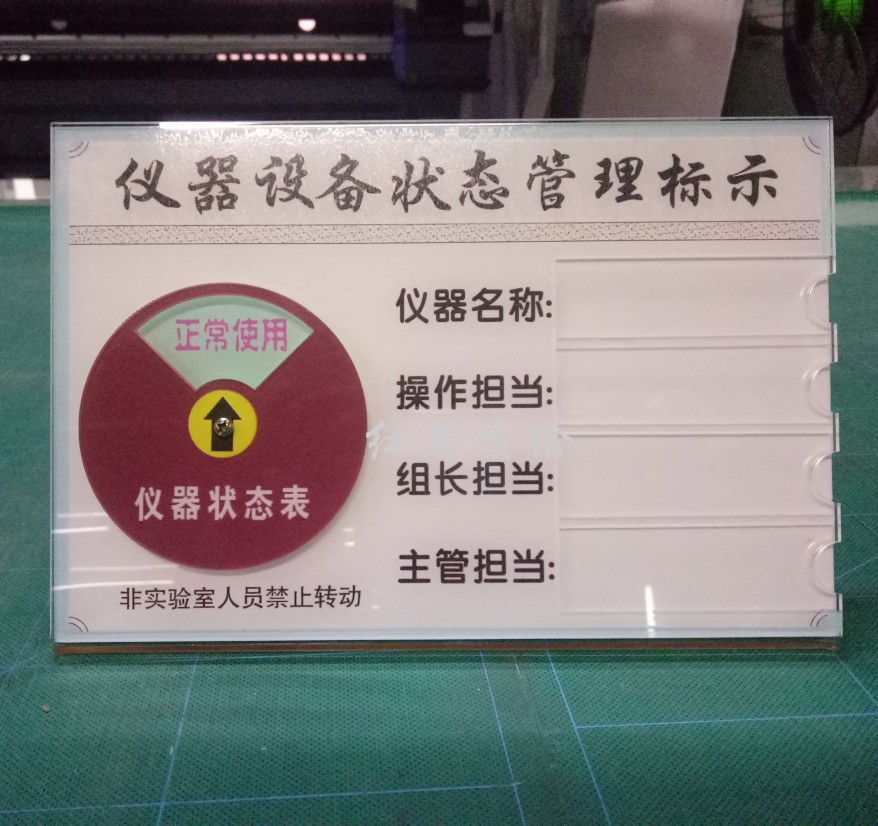 仪器设备状态管理标示
正常使用
仪器状态表
非实验室人员禁止转动
仪器名称:
操作担当:
组长担当:
主管担当: